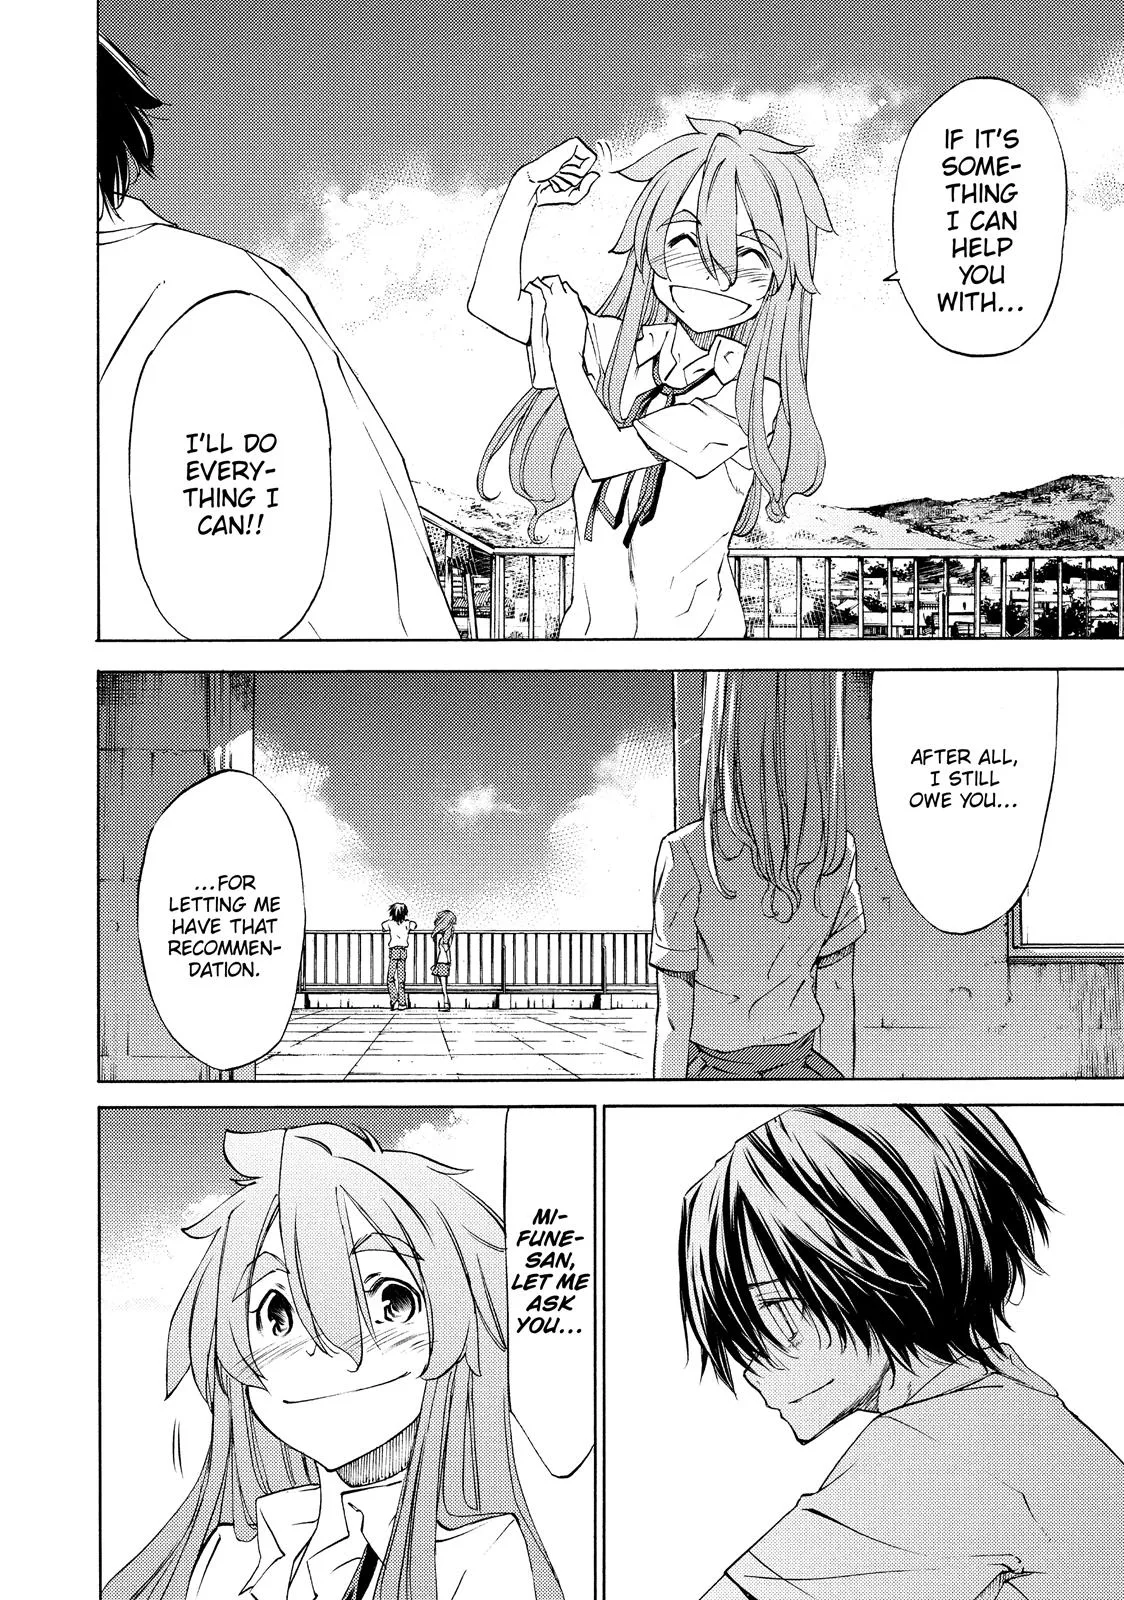 IF IT'S
SOME-
THING
I CAN
HELP
YOU
WITH...
I'LL DO
EVERY-
THING I
CAN!!
AFTER ALL,
I STILL
OWE YOU...
...FOR
LETTING ME
HAVE THAT
RECOMMEN-
DATION.
MI-
FUNE-
SAN,
LET ME
ASK
YOU...